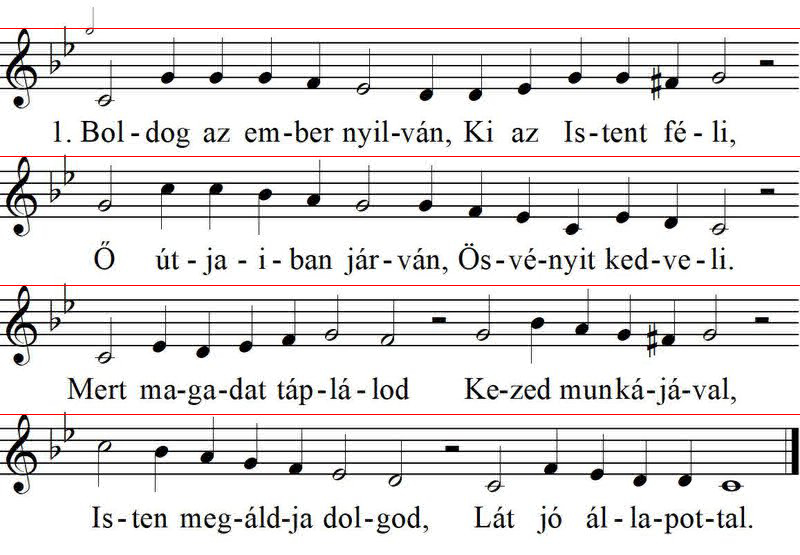 1. Bol - dog az em - ber nyil - ván, Ki az Is - tent fé - li,
Ő út - ja - i - ban jár - ván, Ös - vé - nyit ked - ve - li.
Mert ma - ga - dat táp - lá - lod Ke - zed mun - ká - já - val,
Is - ten meg - áld - ja dol - god, Lát jó ál - la - pot - tal.